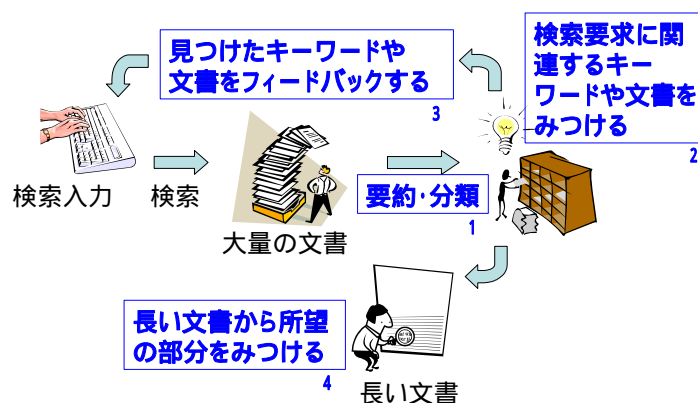 検索要求に関
連するキー
ワードや文書を
みつける
2
見つけたキーワードや
文書をフィードバックする
3
検索入力
検索
大量の文書
要約・分類
1
長い文書から所望
の部分をみつける
4
長い文書